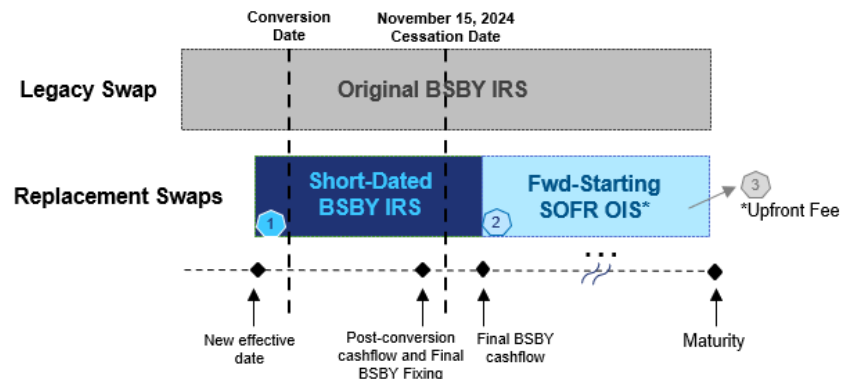 Conversion
Date
November 15, 2024
Cessation Date
Legacy Swap
Original BSBY IRS
Replacement Swaps
Short-Dated
BSBY IRS
1
Fwd-Starting
SOFR OIS*
2
3
*Upfront Fee
...
New effective
date
Post-conversion
cashflow and Final
BSBY Fixing
Final BSBY
cashflow
Maturity